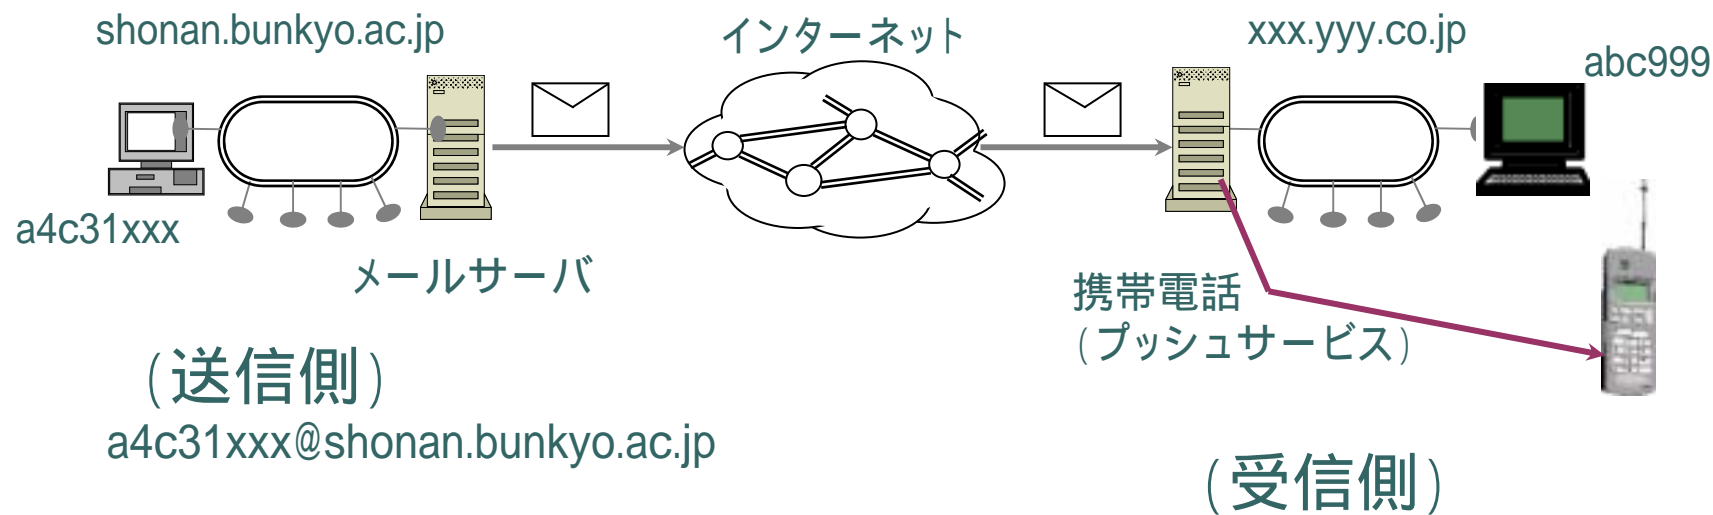 shonan.bunkyo.ac.jp
インターネット
xxx.yyy.co.jp
abc999
a4c31xxx
メールサーバ
携帯電話
(プッシュサービス)
(送信側)
a4c31xxx@shonan.bunkyo.ac.jp
(受信側)